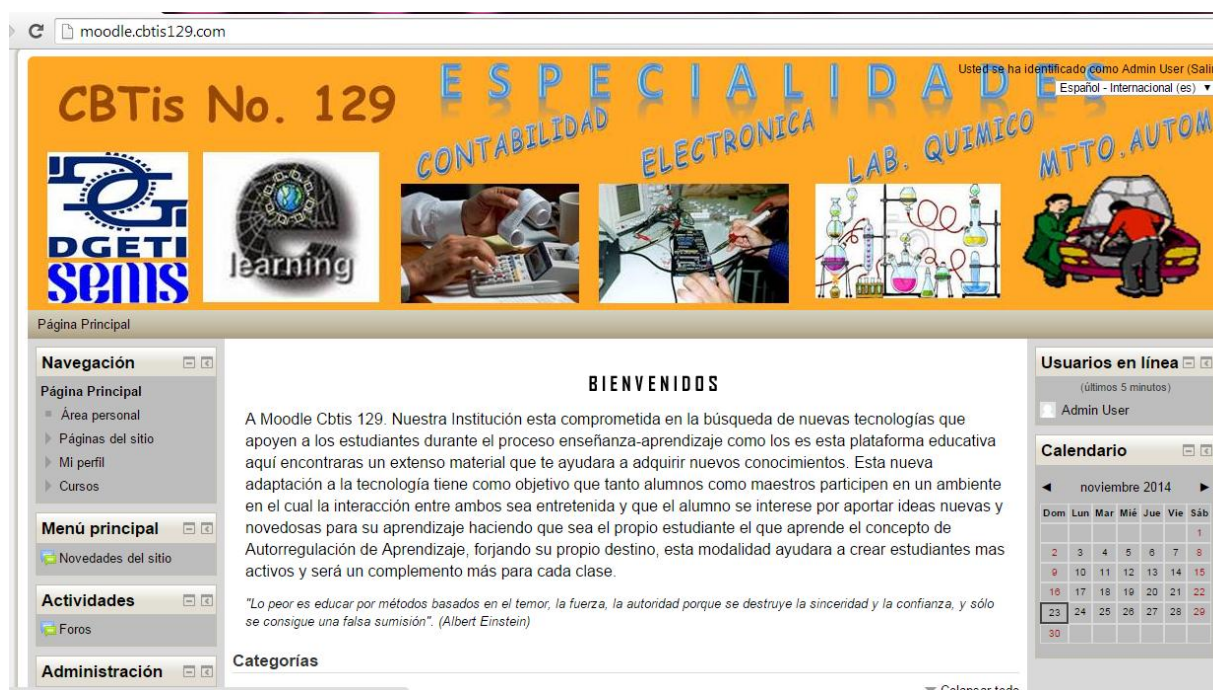 moodle.cbtis129.com
ESPECIALIDADES
Usted se ha identificado como Admin User (Sali
Español - Internacional (es)
CBTis No. 129
CONTABILIDAD
ELECTRONICA
LAB. QUIMICO
MTTO.AUTOM
DGETI
sems
e
learning
Página Principal
Navegación
Página Principal
Área personal
Páginas del sitio
Mi perfil
Cursos
Menú principal
Novedades del sitio
Actividades
Foros
Administración
BIENVENIDOS
A Moodle Cbtis 129. Nuestra Institución esta comprometida en la búsqueda de nuevas tecnologías que
apoyen a los estudiantes durante el proceso enseñanza-aprendizaje como los es esta plataforma educativa
aquí encontraras un extenso material que te ayudara a adquirir nuevos conocimientos. Esta nueva
adaptación a la tecnología tiene como objetivo que tanto alumnos como maestros participen en un ambiente
en el cual la interacción entre ambos sea entretenida y que el alumno se interese por aportar ideas nuevas y
novedosas para su aprendizaje haciendo que sea el propio estudiante el que aprende el concepto de
Autorregulación de Aprendizaje, forjando su propio destino, esta modalidad ayudara a crear estudiantes mas
activos y será un complemento más para cada clase.
"Lo peor es educar por métodos basados en el temor, la fuerza, la autoridad porque se destruye la sinceridad y la confianza, y sólo
se consigue una falsa sumisión". (Albert Einstein)
Categorías
Colapsar todo
Usuarios en línea
(últimos 5 minutos)
Admin User
Calendario
noviembre 2014
Dom Lun Mar Mié Jue Vie Sáb
1
2 3 4 5 6 7 8
9 10 11 12 13 14 15
16 17 18 19 20 21 22
23 24 25 26 27 28 29
30